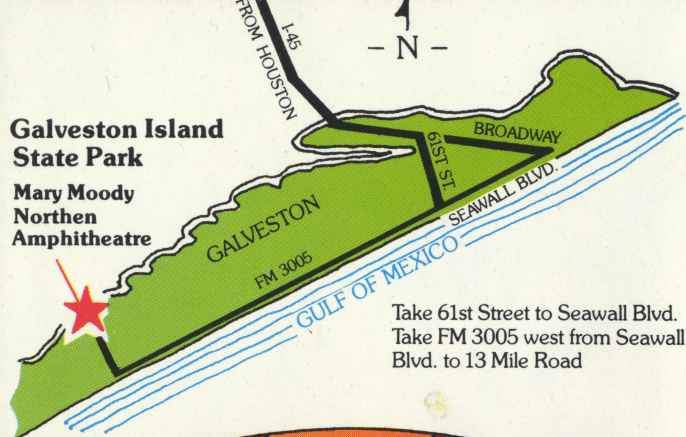 FROM HOUSTON
I-45
- N -
Galveston Island
State Park
Mary Moody
Northen
Amphitheatre
BROADWAY
61ST ST.
SEAWALL BLVD.
GALVESTON
FM 3005
GULF OF MEXICO
Take 61st Street to Seawall Blvd.
Take FM 3005 west from Seawall
Blvd. to 13 Mile Road